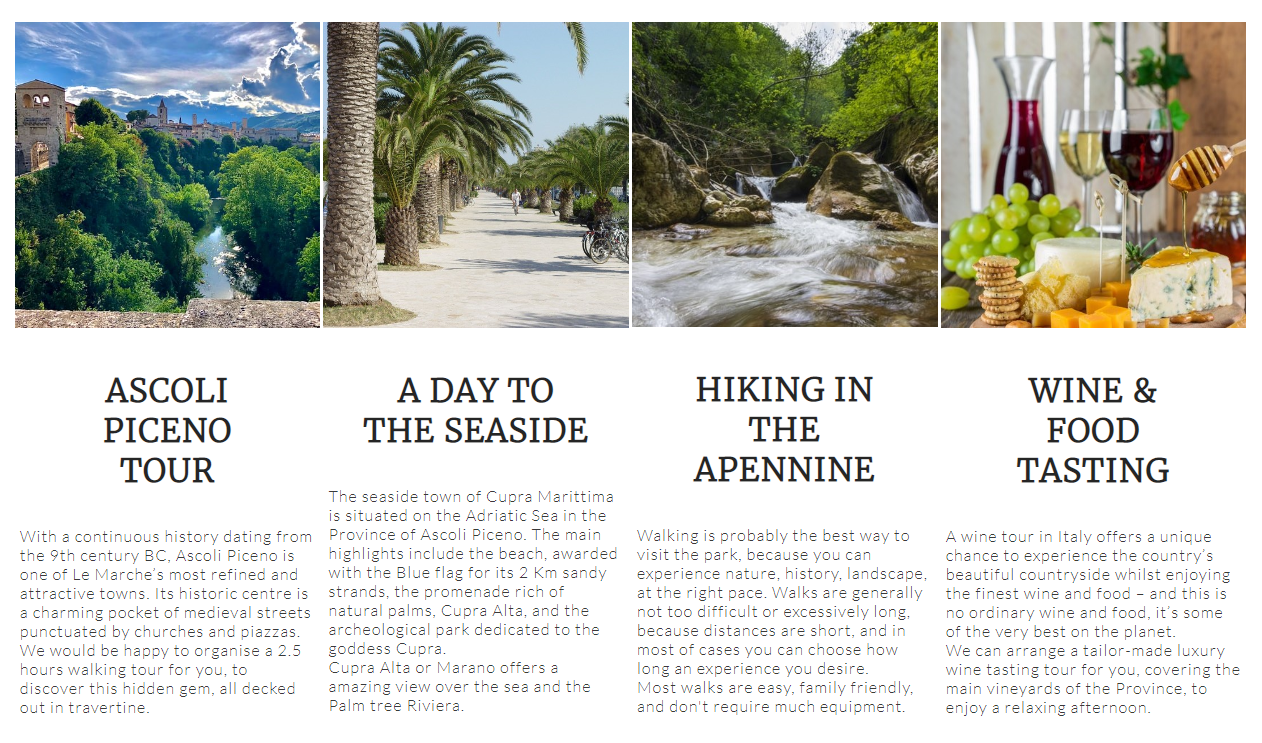 ASCOLI
PICENO
TOUR
With a continuous history dating from
the 9th century BC, Ascoli Piceno is
one of Le Marche's most refined and
attractive towns. Its historic centre is
a charming pocket of medieval streets
punctuated by churches and piazzas.
We would be happy to organise a 2.5
hours walking tour for you, to
discover this hidden gem, all decked
out in travertine.
A DAY TO
THE SEASIDE
The seaside town of Cupra Marittima
is situated on the Adriatic Sea in the
Province of Ascoli Piceno. The main
highlights include the beach, awarded
with the Blue flag for its 2 Km sandy
strands, the promenade rich of
natural palms, Cupra Alta, and the
archeological park dedicated to the
goddess Cupra.
Cupra Alta or Marano offers a
amazing view over the sea and the
Palm tree Riviera.
HIKING IN
THE
APENNINE
Walking is probably the best way to
visit the park, because you can
experience nature, history, landscape,
at the right pace. Walks are generally
not too difficult or excessively long,
because distances are short, and in
most of cases you can choose how
long an experience you desire.
Most walks are easy, family friendly,
and don't require much equipment.
WINE &
FOOD
TASTING
A wine tour in Italy offers a unique
chance to experience the country's
beautiful countryside whilst enjoying
the finest wine and food – and this is
no ordinary wine and food, it's some
of the very best on the planet.
We can arrange a tailor-made luxury
wine tasting tour for you, covering the
main vineyards of the Province, to
enjoy a relaxing afternoon.